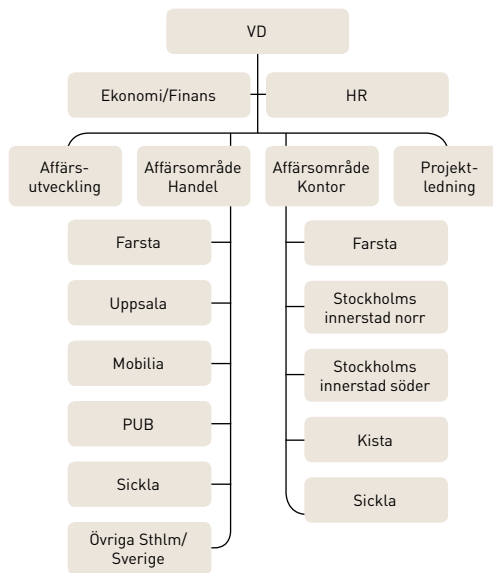 VD
Ekonomi/Finans
HR
Affärs-
utveckling
Affärsområde
Handel
Affärsområde
Kontor
Projekt-
ledning
Farsta
Uppsala
Mobilia
PUB
Sickla
Övriga Sthlm/
Sverige
Farsta
Stockholms
innerstad norr
Stockholms
innerstad söder
Kista
Sickla